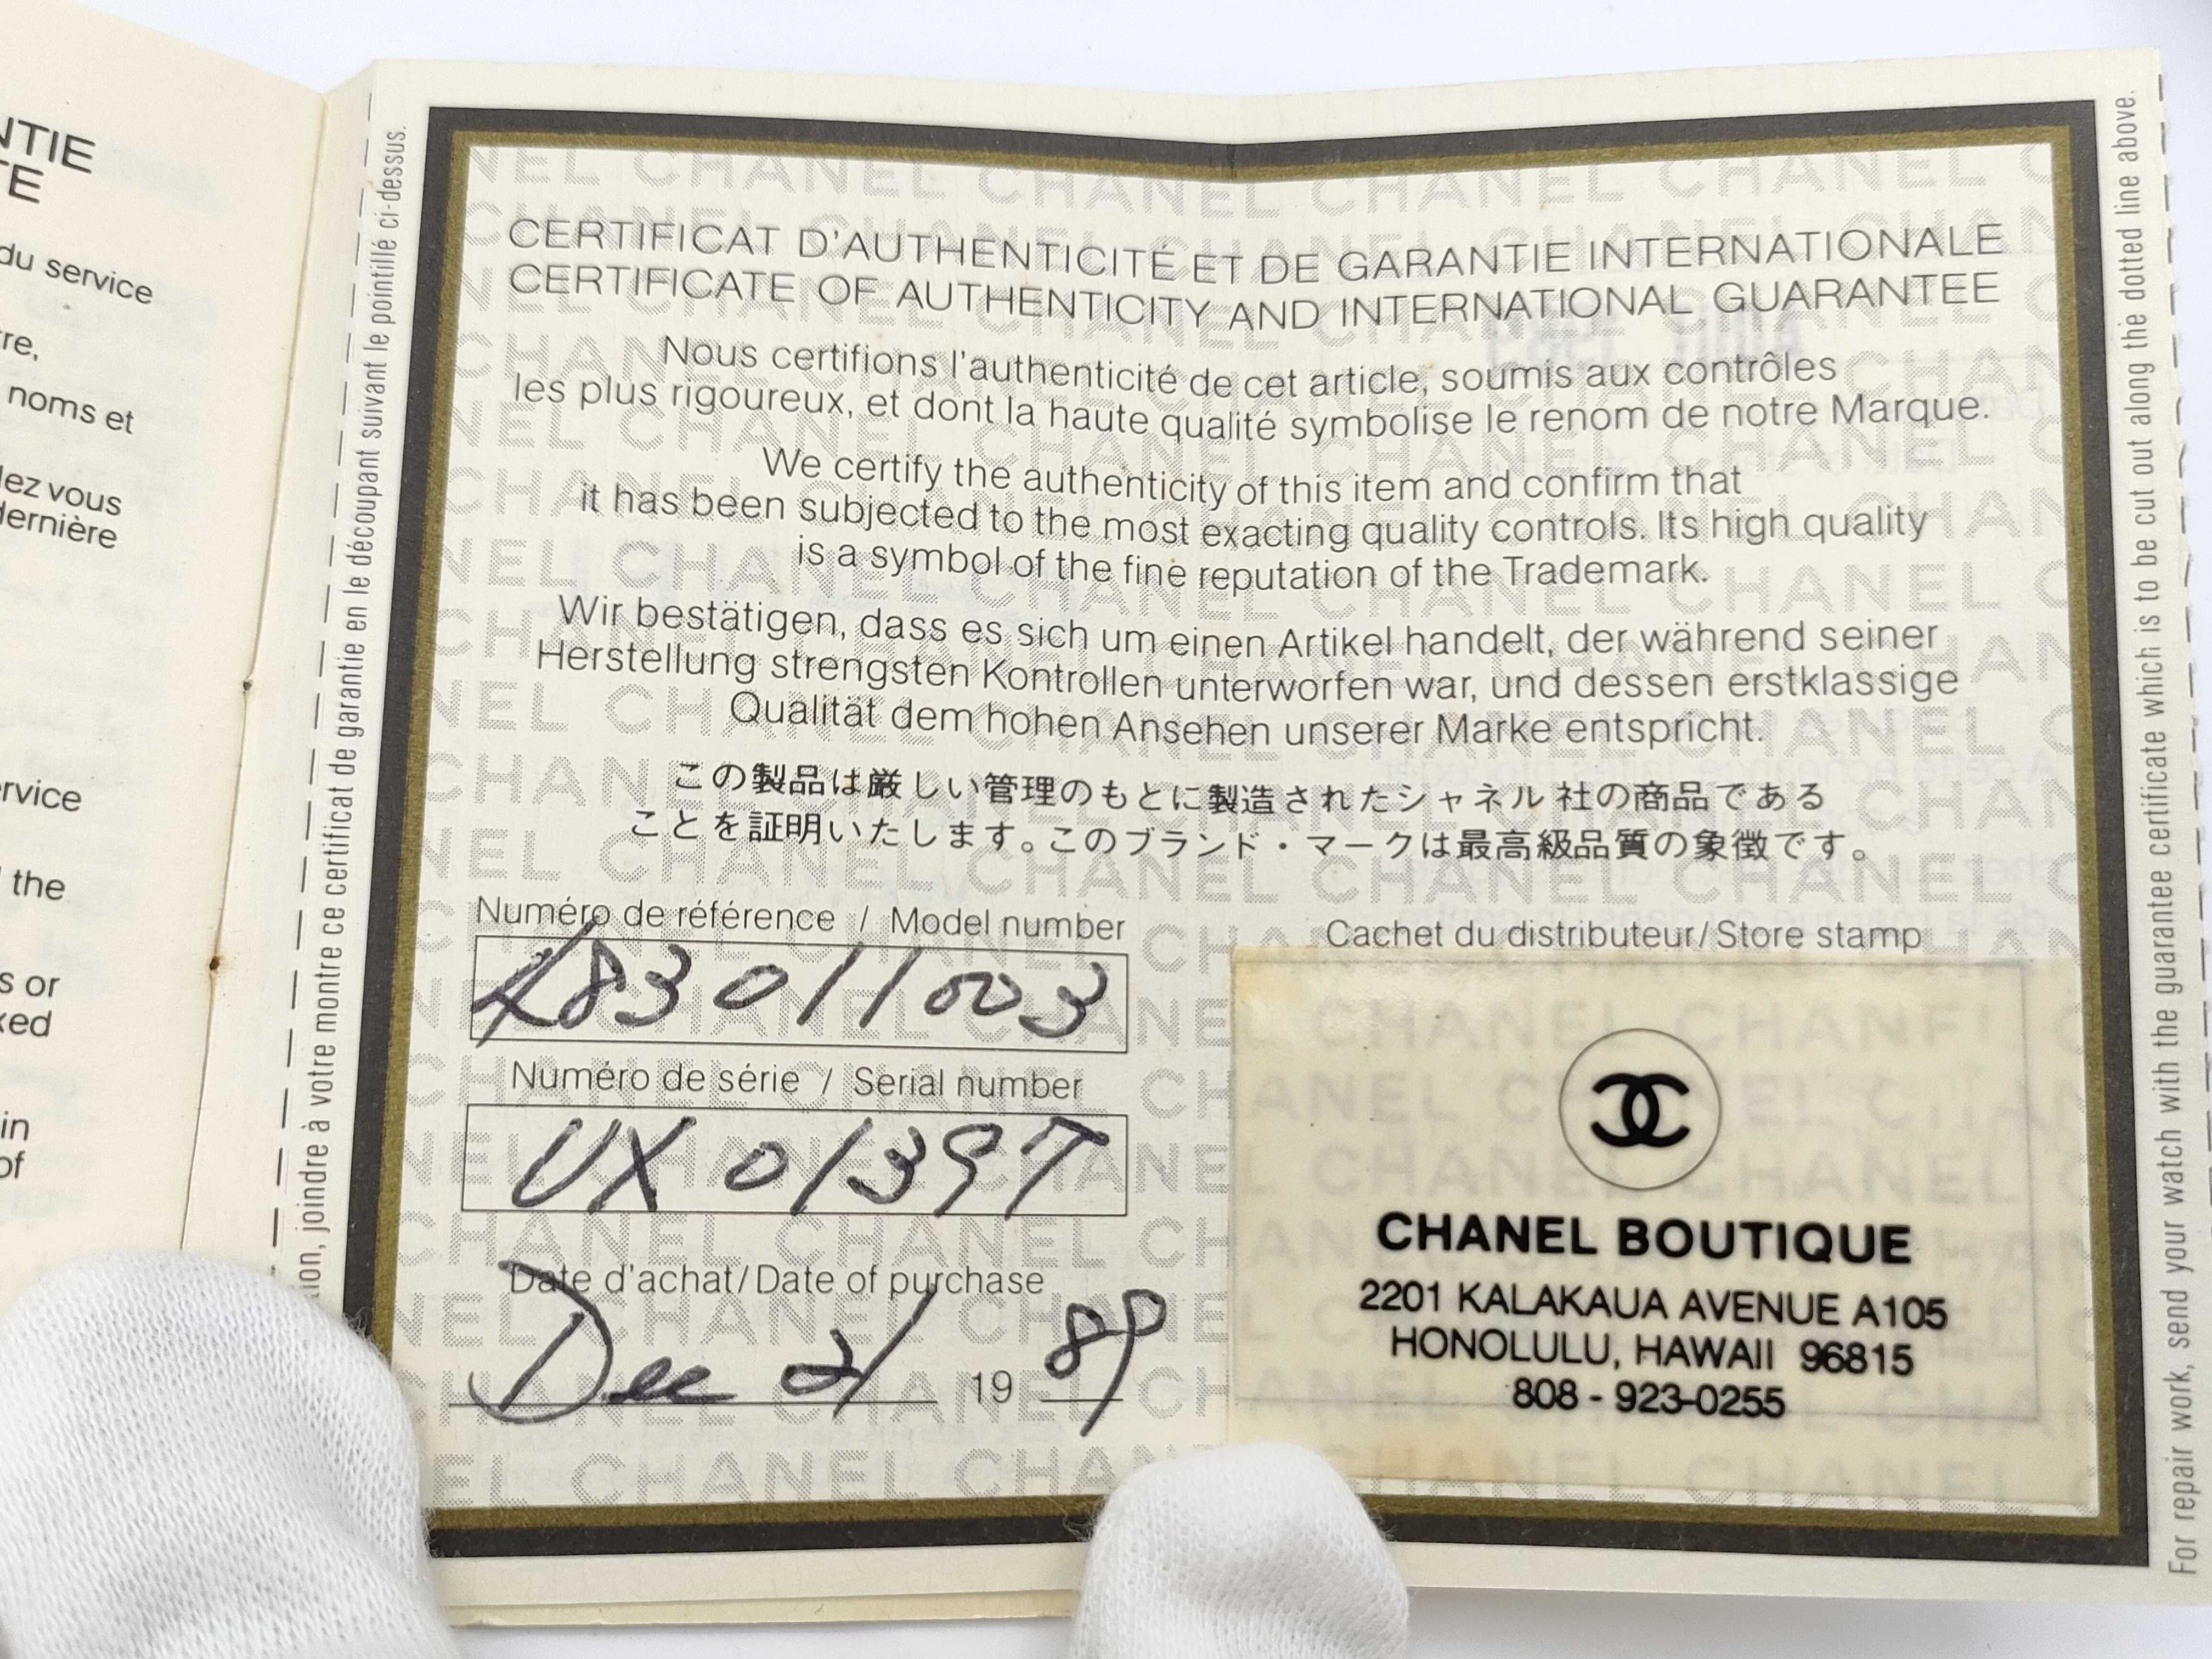 NTIE
TE
du service
re,
noms et
lez vous
dernière
rvice
the
s or
ked
in
of
ion, joindre à votre montre ce certificat de garantie en le découpant suivant le pointillé ci-dessus.
CERTIFICAT D'AUTHENTICITÉ ET DE GARANTIE INTERNATIONALE
CERTIFICATE OF AUTHENTICITY AND INTERNATIONAL GUARANTEE
Nous certifions l'authenticité de cet article, soumis aux contrôles
les plus rigoureux, et dont la haute qualité symbolise le renom de notre Marque.
We certify the authenticity of this item and confirm that
it has been subjected to the most exacting quality controls. Its high quality
is a symbol of the fine reputation of the Trademark.
Wir bestätigen, dass es sich um einen Artikel handelt, der während seiner
Herstellung strengsten Kontrollen unterworfen war, und dessen erstklassige
Qualität dem hohen Ansehen unserer Marke entspricht.
この製品は厳しい管理のもとに製造されたシャネル社の商品である
ことを証明いたします。このブランド・マークは最高級品質の象徴です。
Numéro de référence / Model number
83011003
Numéro de série / Serial number
UX 01397
Date d'achat/Date of purchase
Dec 21 19 89
Cachet du distributeur/Store stamp
CHANEL BOUTIQUE
2201 KALAKAUA AVENUE A105
HONOLULU, HAWAII 96815
808 - 923-0255
For repair work, send your watch with the guarantee certificate which is to be cut out along the dotted line above.